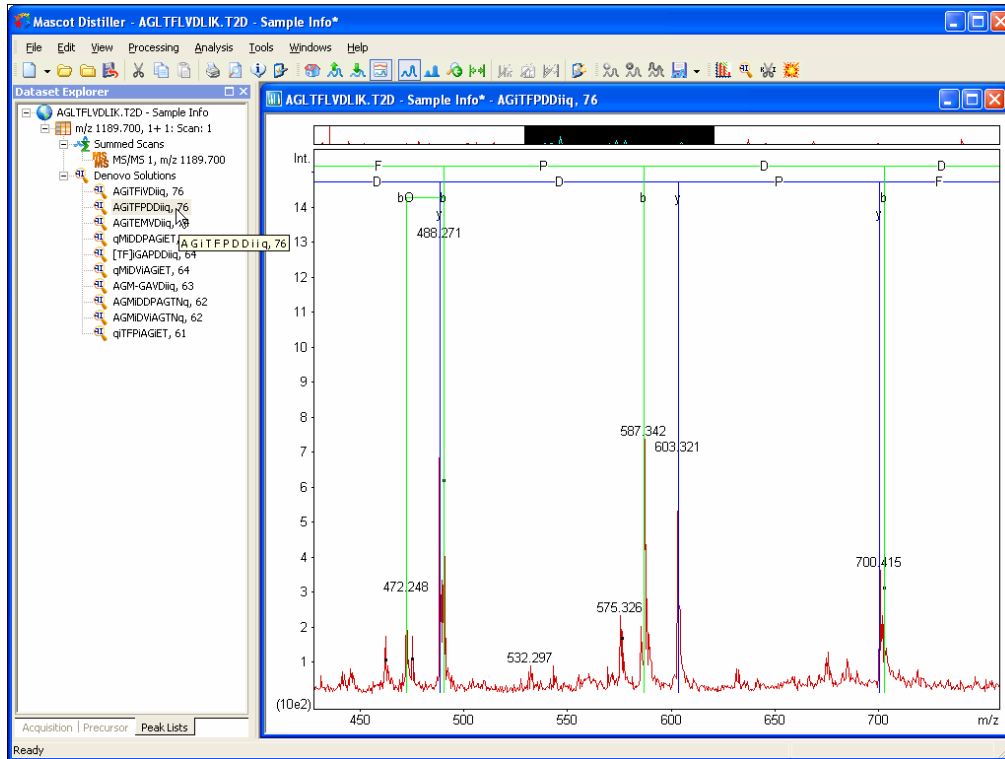 Mascot Distiller - AGLTFLVDLIK.T2D - Sample Info*
File Edit View Processing Analysis Tools Windows Help
Dataset Explorer
AGLTFLVDLIK.T2D - Sample Info
m/z 1189.700, 1+ 1: Scan: 1
Summed Scans
MS/MS 1, m/z 1189.700
Denovo Solutions
AGiTFiVDiiq, 76
AGiTFPDDiiq, 76
AGiTEMVDiiq,
qMiDDPAGiET,
A G i T F P D D i i q, 76
[TF]iGAPDDiiq, 64
qMiDViAGiET, 64
AGM-GAVDiiq, 63
AGMiDDPAGTNq, 62
AGMiDViAGTNq, 62
qiTFPiAGiET, 61
Acquisition Precursor Peak Lists
Ready
AGLTFLVDLIK.T2D - Sample Info* - AGiTFPDDiiq, 76
Int.
F P D D
D D P F
bO b b y b
y y
14
13
12
11
10
9
8
7
6
5
4
3
2
1
(10e2)
488.271
587.342
603.321
472.248
575.326
532.297
700.415
450 500 550 600 650 700 m/z